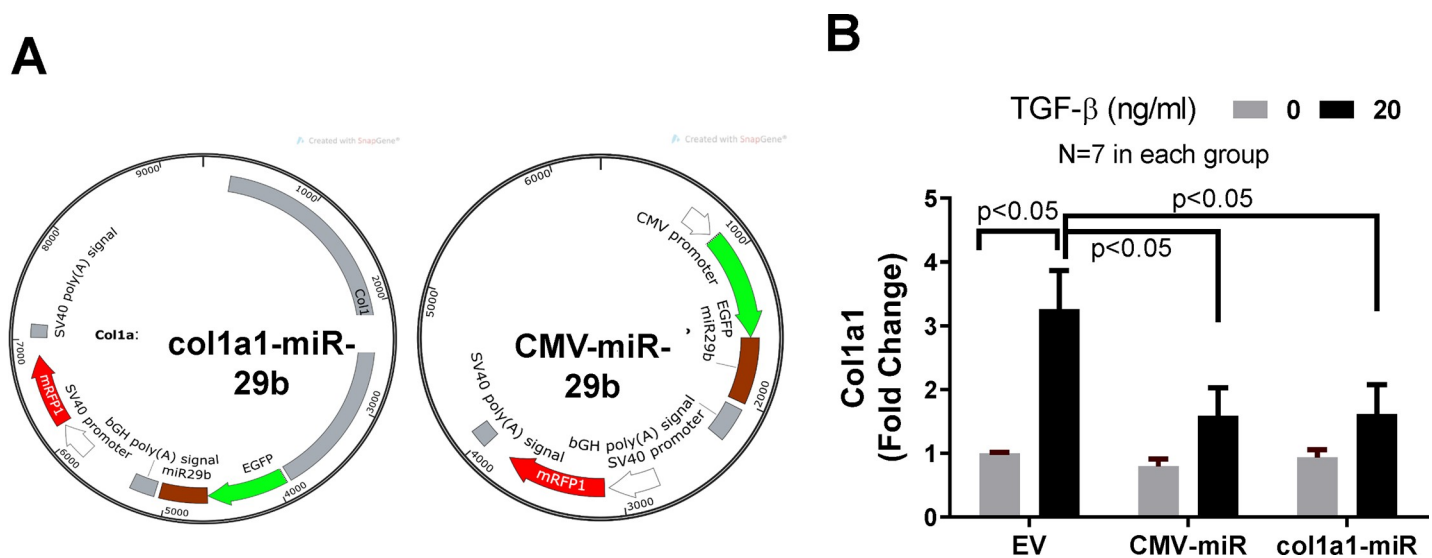 A
Created with SnapGene®
9000
1000
2000
3000
4000
5000
6000
7000
8000
Col1
EGFP
miR29b
bGH poly(A) signal
SV40 promoter
mRFP1
SV40 poly(A) signal
Col1a:
col1a1-miR-
29b
Created with SnapGene®
6000
1000
2000
3000
4000
5000
CMV promoter
EGFP
miR29b
bGH poly(A) signal
SV40 promoter
mRFP1
SV40 poly(A) signal
CMV-miR-
29b
B
TGF-β (ng/ml) 0 20
N=7 in each group
p<0.05
p<0.05
p<0.05
Col1a1
(Fold Change)
5
4
3
2
1
0
EV CMV-miR col1a1-miR